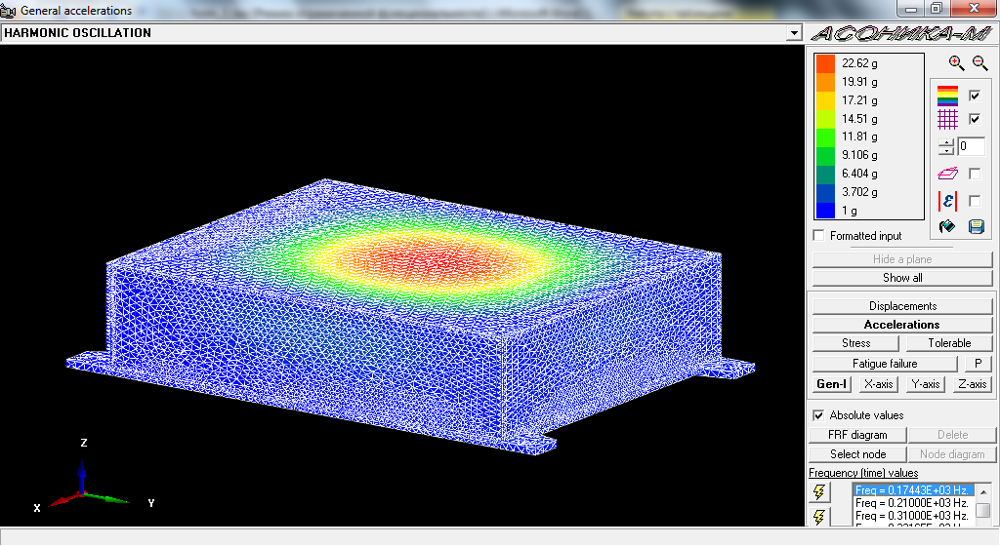 General accelerations
HARMONIC OSCILLATION
АСОНИКА-М
22.62 g
19.91 g
17.21 g
14.51 g
11.81 g
9.106 g
6.404 g
3.702 g
1 g
0
ε
Formatted input
Hide a plane
Show all
Displacements
Accelerations
Stress
Tolerable
Fatigue failure
P
Gen-l
X-axis
Y-axis
Z-axis
Absolute values
FRF diagram
Delete
Select node
Node diagram
Frequency (time) values
Freq = 0.17443E+03 Hz.
Freq = 0.21000E+03 Hz.
Freq = 0.31000E+03 Hz.
Z
X
Y